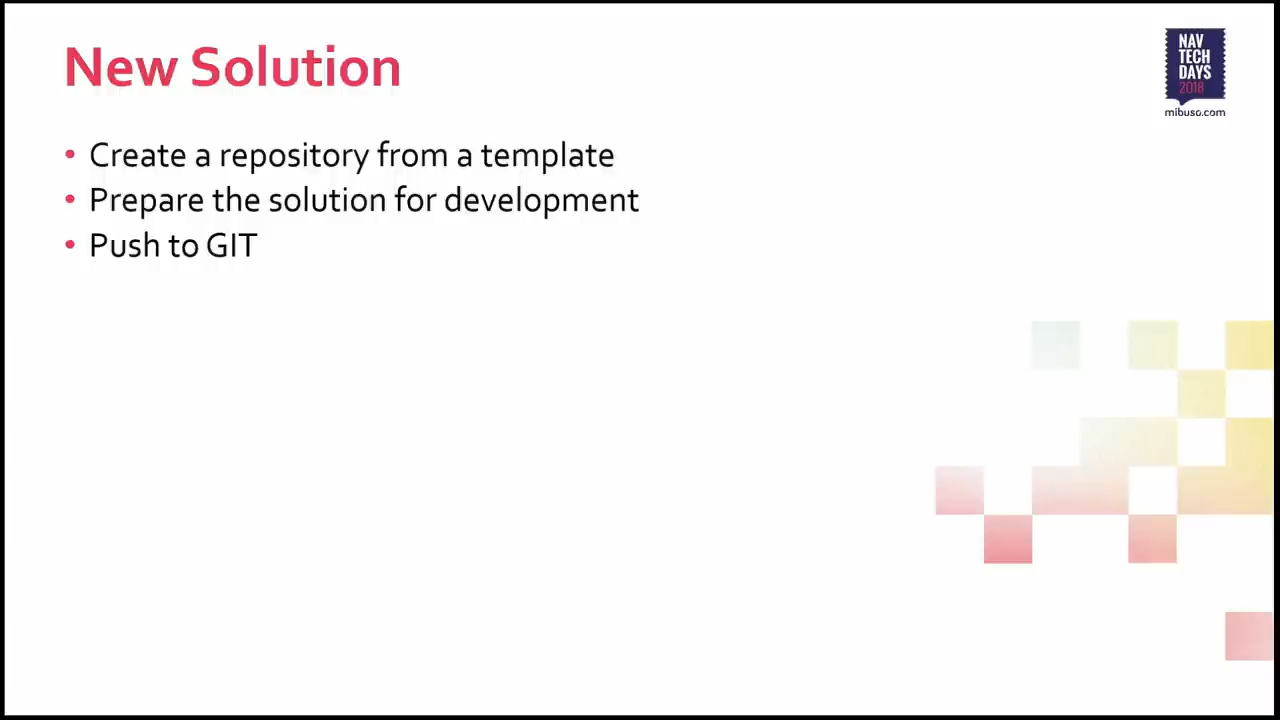 New Solution
NAV
TECH
DAYS
2018
mibuso.com
• Create a repository from a template
• Prepare the solution for development
• Push to GIT